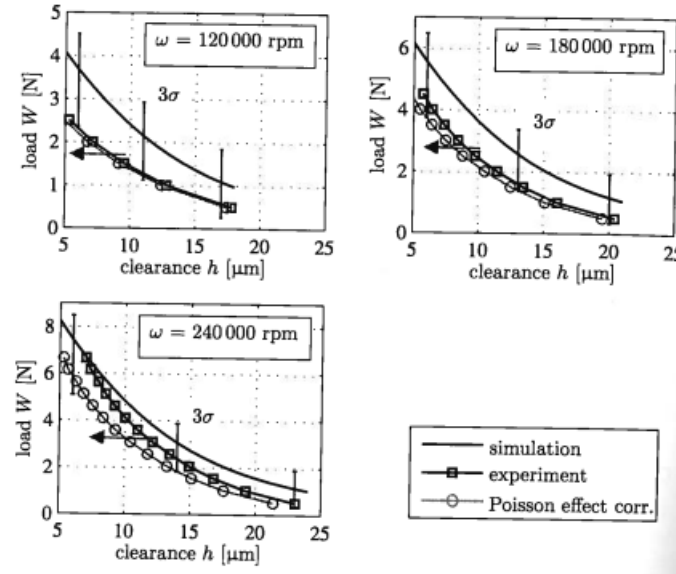 ω = 120 000 rpm
3σ
load W [N]
5
4
3
2
1
0
5 10 15 20 25
clearance h [μm]
ω = 180 000 rpm
3σ
load W [N]
6
4
2
0
5 10 15 20 25
clearance h [μm]
ω = 240 000 rpm
3σ
load W [N]
8
6
4
2
0
5 10 15 20 25
clearance h [μm]
simulation
experiment
Poisson effect corr.